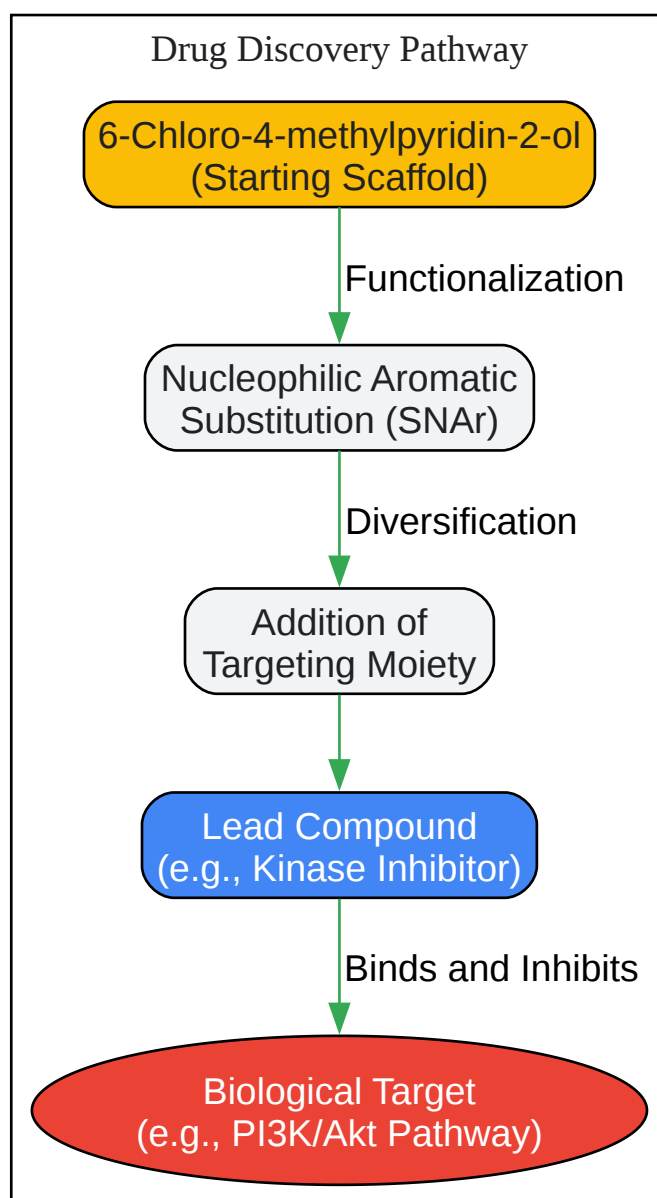 Drug Discovery Pathway
6-Chloro-4-methylpyridin-2-ol
(Starting Scaffold)
Functionalization
Nucleophilic Aromatic
Substitution (SNAr)
Diversification
Addition of
Targeting Moiety
Lead Compound
(e.g., Kinase Inhibitor)
Binds and Inhibits
Biological Target
(e.g., PI3K/Akt Pathway)